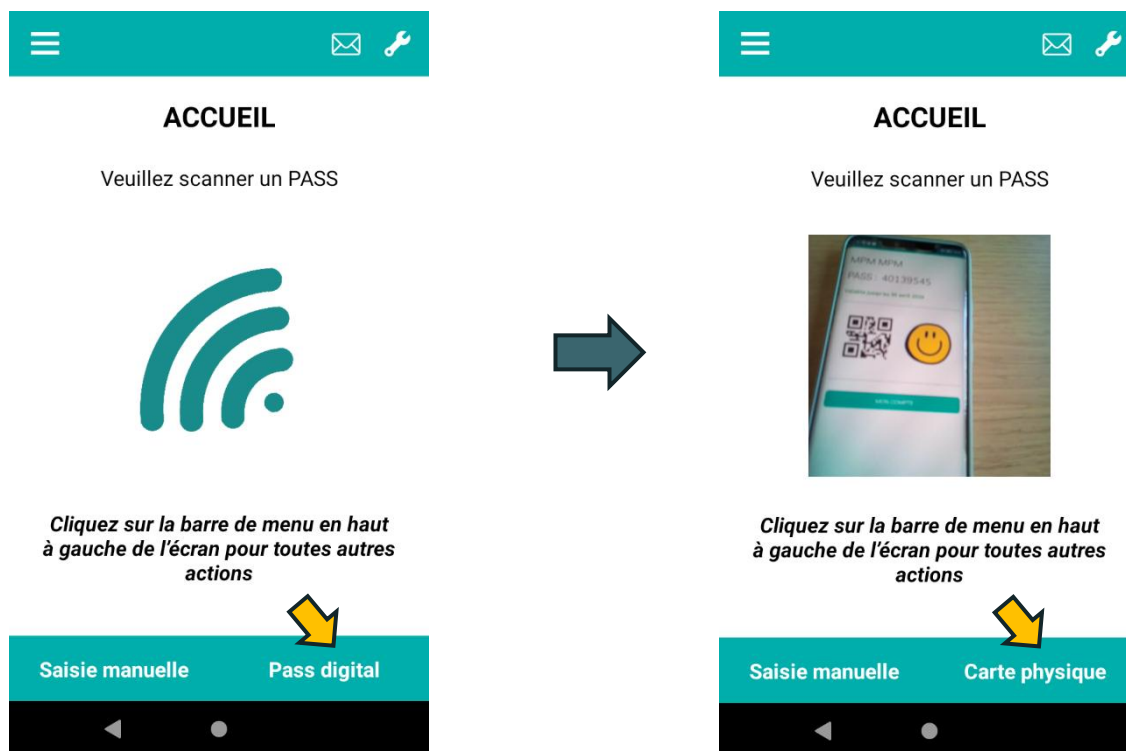 ACCUEIL
Veuillez scanner un PASS
Cliquez sur la barre de menu en haut
à gauche de l'écran pour toutes autres
actions
Saisie manuelle
Pass digital
ACCUEIL
Veuillez scanner un PASS
MPM MPM
PASS : 40139545
MON COMPTE
Cliquez sur la barre de menu en haut
à gauche de l'écran pour toutes autres
actions
Saisie manuelle
Carte physique